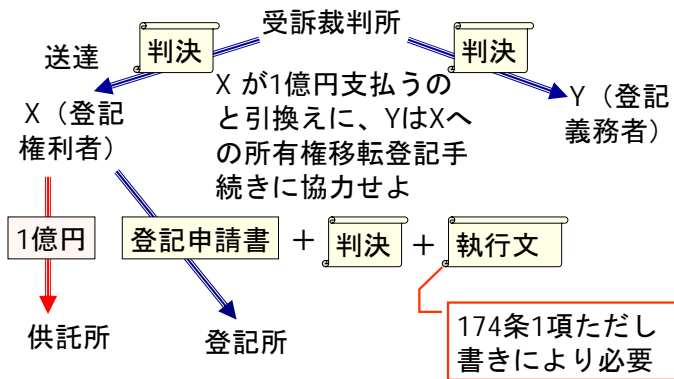 受訴裁判所
送達
判決
判決
X が1億円支払うの
と引換えに、YはXへ
の所有権移転登記手
続きに協力せよ
X（登記
権利者）
Y（登記
義務者）
1億円
登記申請書
+
判決
+
執行文
供託所
登記所
174条1項ただし
書きにより必要